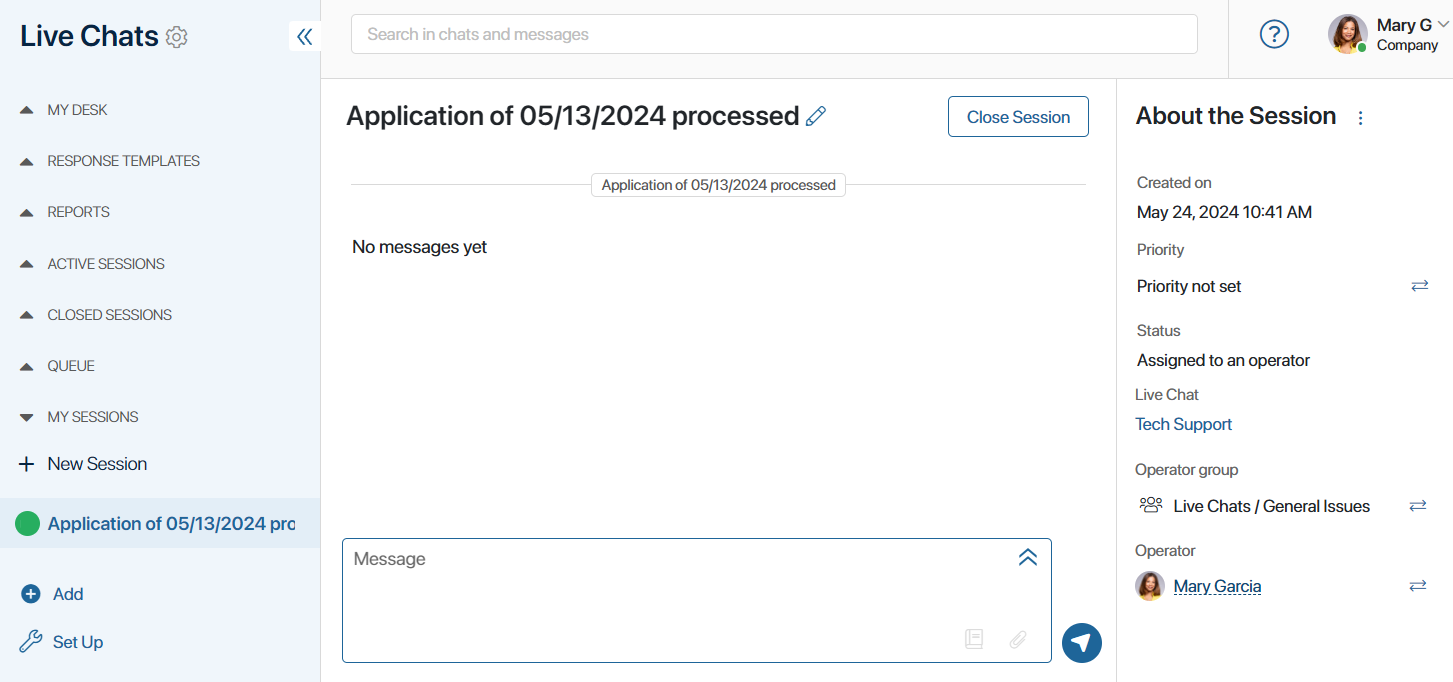 Live Chats
Search in chats and messages
?
Mary G
Company
MY DESK
RESPONSE TEMPLATES
REPORTS
ACTIVE SESSIONS
CLOSED SESSIONS
QUEUE
MY SESSIONS
New Session
Application of 05/13/2024 pro
Add
Set Up
Application of 05/13/2024 processed
Close Session
Application of 05/13/2024 processed
No messages yet
Message
About the Session
Created on
May 24, 2024 10:41 AM
Priority
Priority not set
Status
Assigned to an operator
Live Chat
Tech Support
Operator group
Live Chats / General Issues
Operator
Mary Garcia